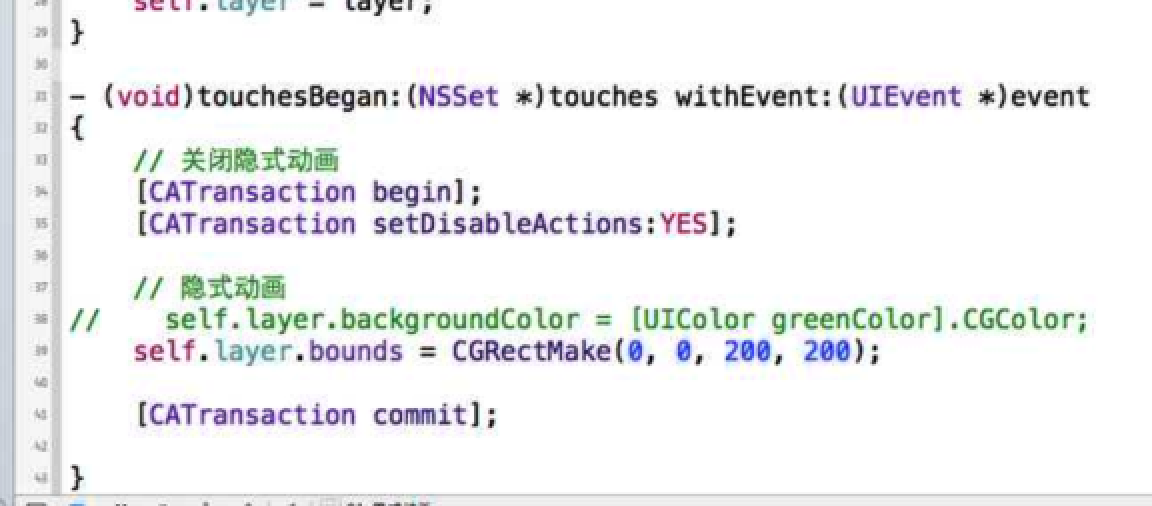 28 self.layer = layer;
29 }
30
31 - (void)touchesBegan:(NSSet *)touches withEvent:(UIEvent *)event
32 {
33 // 关闭隐式动画
34 [CATransaction begin];
35 [CATransaction setDisableActions:YES];
36
37 // 隐式动画
38 // self.layer.backgroundColor = [UIColor greenColor].CGColor;
39 self.layer.bounds = CGRectMake(0, 0, 200, 200);
40
41 [CATransaction commit];
42
43 }